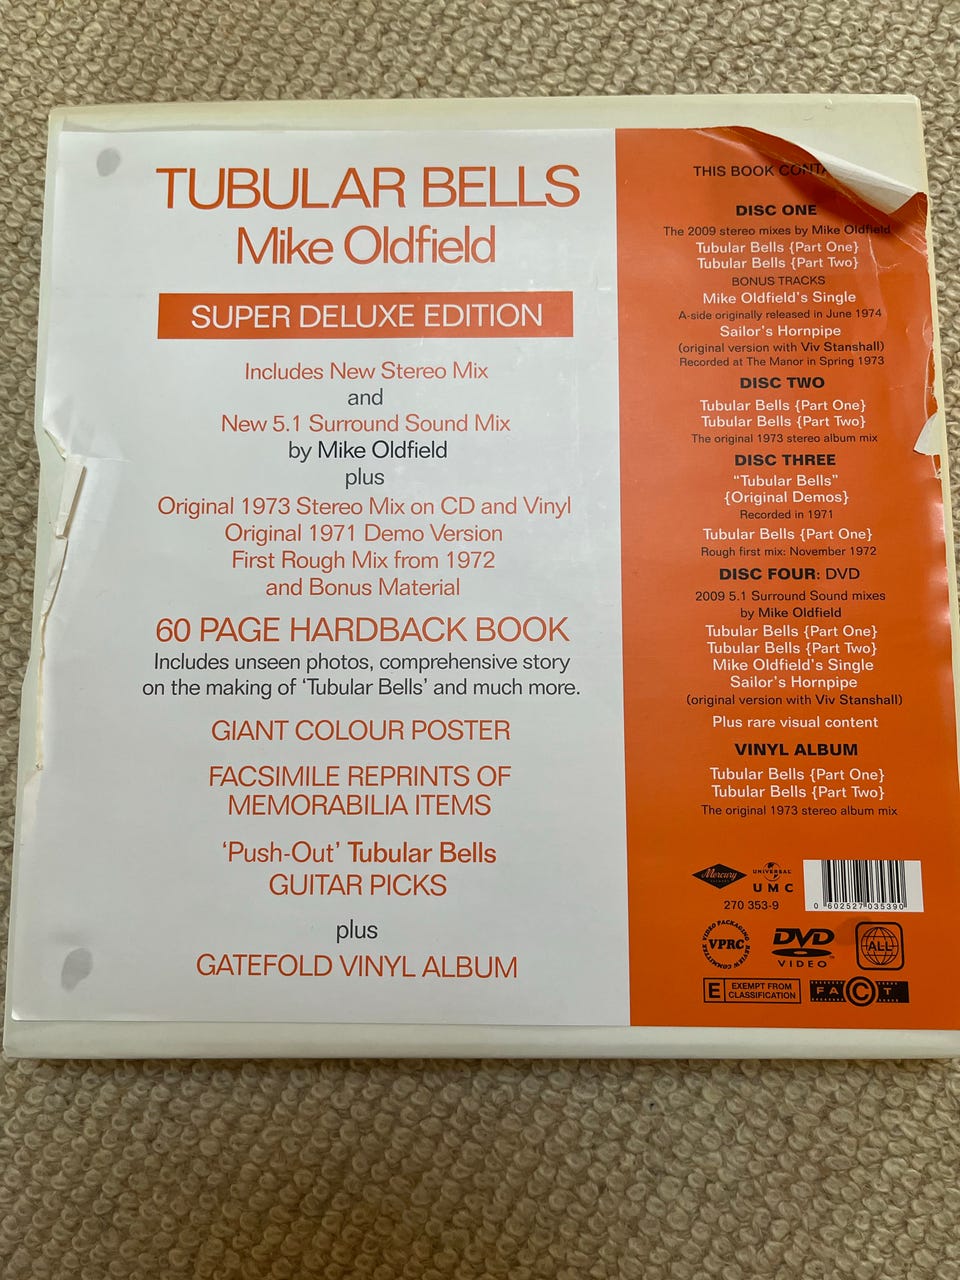 TUBULAR BELLS
Mike Oldfield
SUPER DELUXE EDITION
Includes New Stereo Mix
and
New 5.1 Surround Sound Mix
by Mike Oldfield
plus
Original 1973 Stereo Mix on CD and Vinyl
Original 1971 Demo Version
First Rough Mix from 1972
and Bonus Material
60 PAGE HARDBACK BOOK
Includes unseen photos, comprehensive story
on the making of ‘Tubular Bells’ and much more.
GIANT COLOUR POSTER
FACSIMILE REPRINTS OF
MEMORABILIA ITEMS
‘Push-Out’ Tubular Bells
GUITAR PICKS
plus
GATEFOLD VINYL ALBUM
THIS BOOK
DISC ONE
The 2009 stereo mixes by Mike Oldfield
Tubular Bells {Part One}
Tubular Bells {Part Two}
BONUS TRACKS
Mike Oldfield's Single
A-side originally released in June 1974
Sailor's Hornpipe
(original version with Viv Stanshall)
Recorded at The Manor in Spring 1973
DISC TWO
Tubular Bells {Part One}
Tubular Bells {Part Two}
The original 1973 stereo album mix
DISC THREE
“Tubular Bells”
{Original Demos}
Recorded in 1971
Tubular Bells {Part One}
Rough first mix: November 1972
DISC FOUR: DVD
2009 5.1 Surround Sound mixes
by Mike Oldfield
Tubular Bells {Part One}
Tubular Bells {Part Two}
Mike Oldfield's Single
Sailor's Hornpipe
(original version with Viv Stanshall)
Plus rare visual content
VINYL ALBUM
Tubular Bells {Part One}
Tubular Bells {Part Two}
The original 1973 stereo album mix
Mercury
UNIVERSAL
UMC
270 353-9
0 602527 035390
VIDEO PACKAGING REVIEW COMMITTEE
VPRC
DVD
VIDEO
ALL
E EXEMPT FROM
CLASSIFICATION
FACT